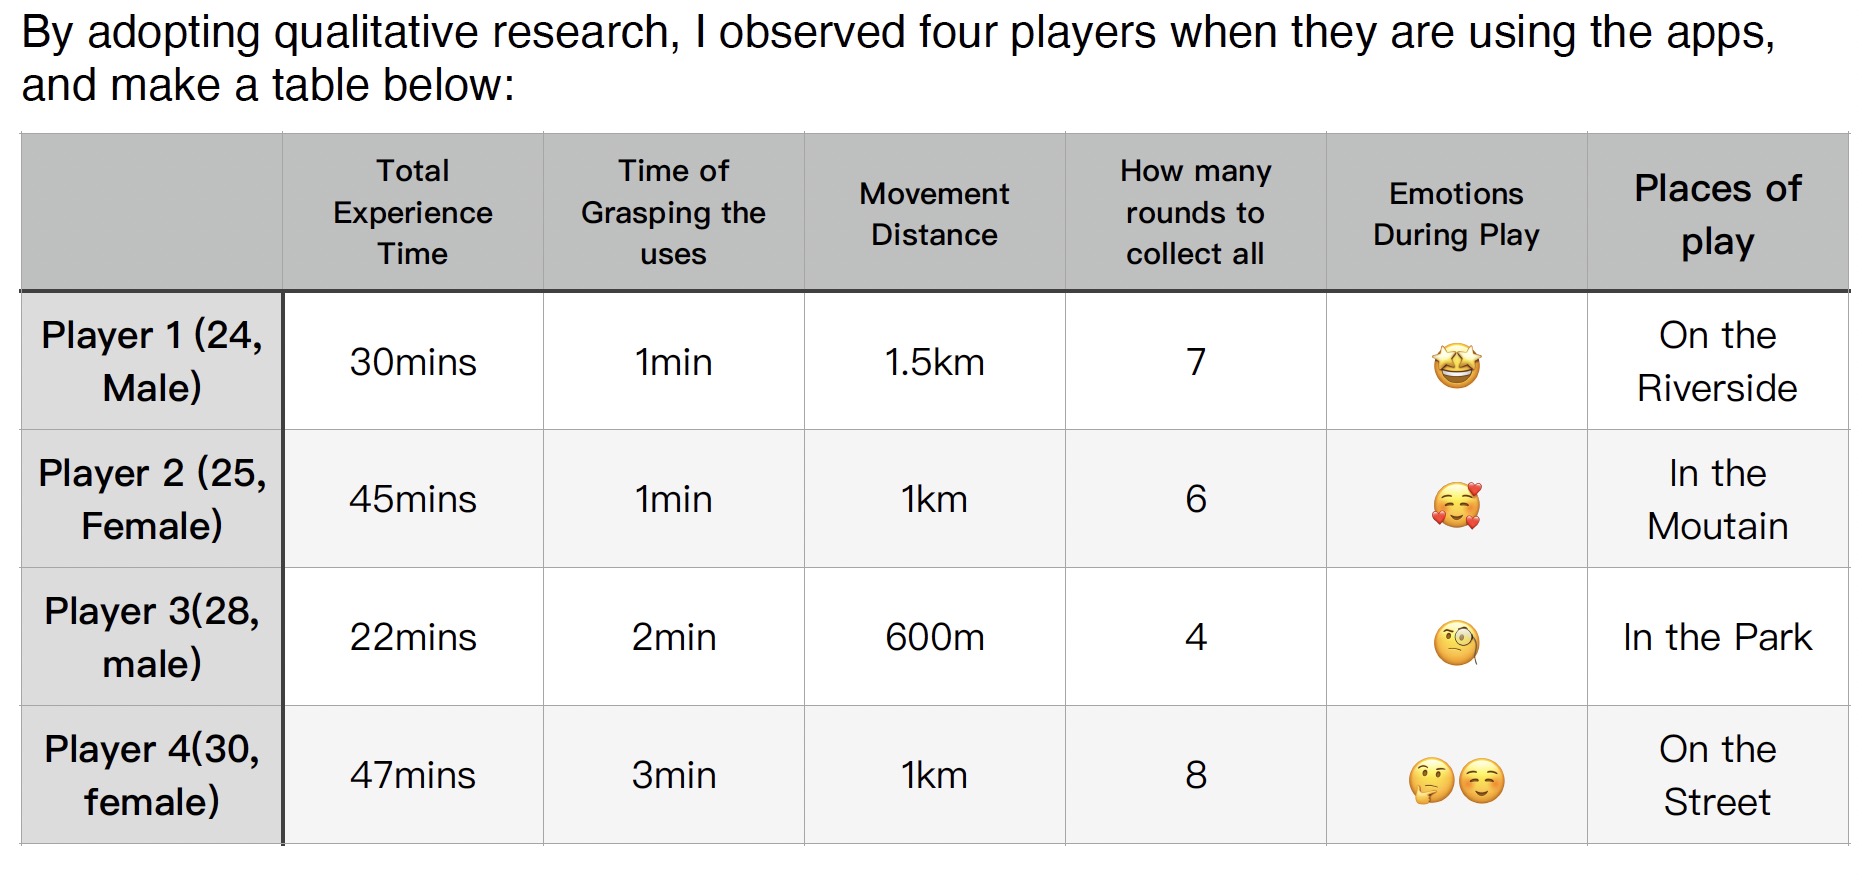 By adopting qualitative research, I observed four players when they are using the apps,
and make a table below:
Total
Experience
Time
Time of
Grasping the
uses
Movement
Distance
How many
rounds to
collect all
Emotions
During Play
Places of
play
Player 1 (24,
Male)
30mins
1min
1.5km
7
🤩
On the
Riverside
Player 2 (25,
Female)
45mins
1min
1km
6
🥰
In the
Moutain
Player 3(28,
male)
22mins
2min
600m
4
🧐
In the Park
Player 4(30,
female)
47mins
3min
1km
8
🤔☺️
On the
Street